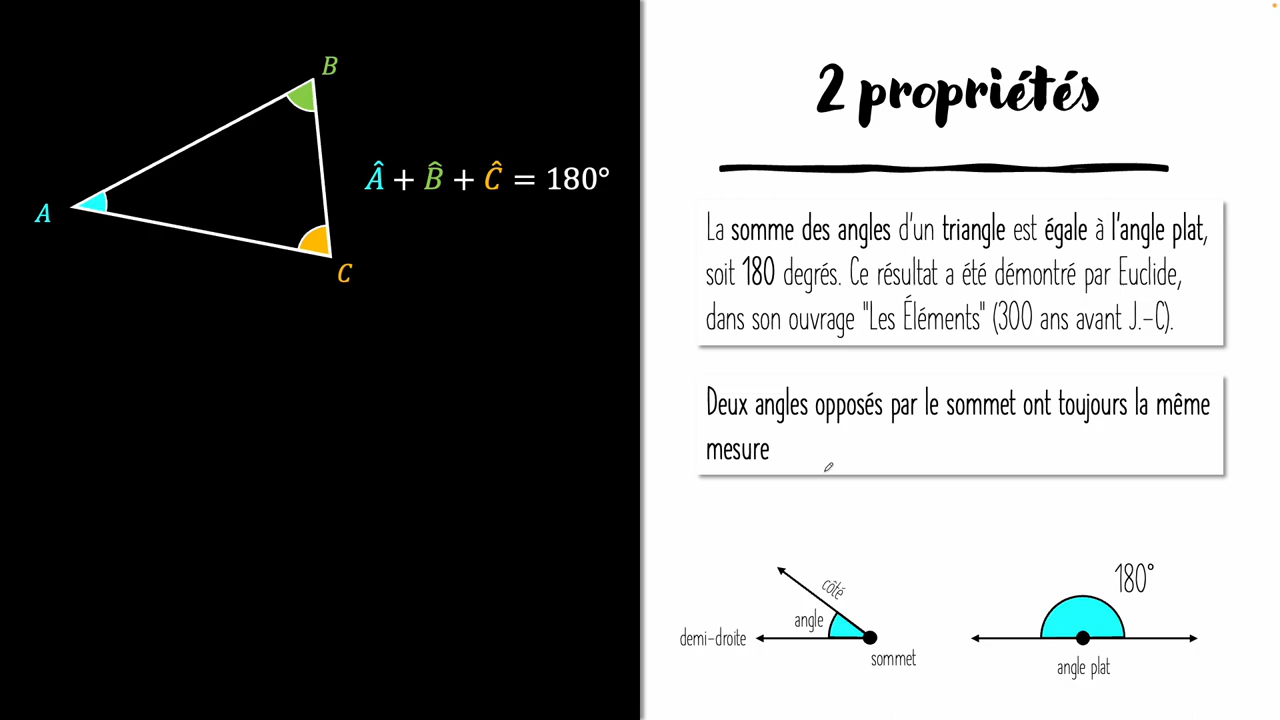 B
Â + B̂ + Ĉ = 180°
A
C
2 propriétés
La somme des angles d'un triangle est égale à l'angle plat,
soit 180 degrés. Ce résultat a été démontré par Euclide,
dans son ouvrage "Les Éléments" (300 ans avant J.-C).
Deux angles opposés par le sommet ont toujours la même
mesure
côté
angle
demi-droite
sommet
180°
angle plat